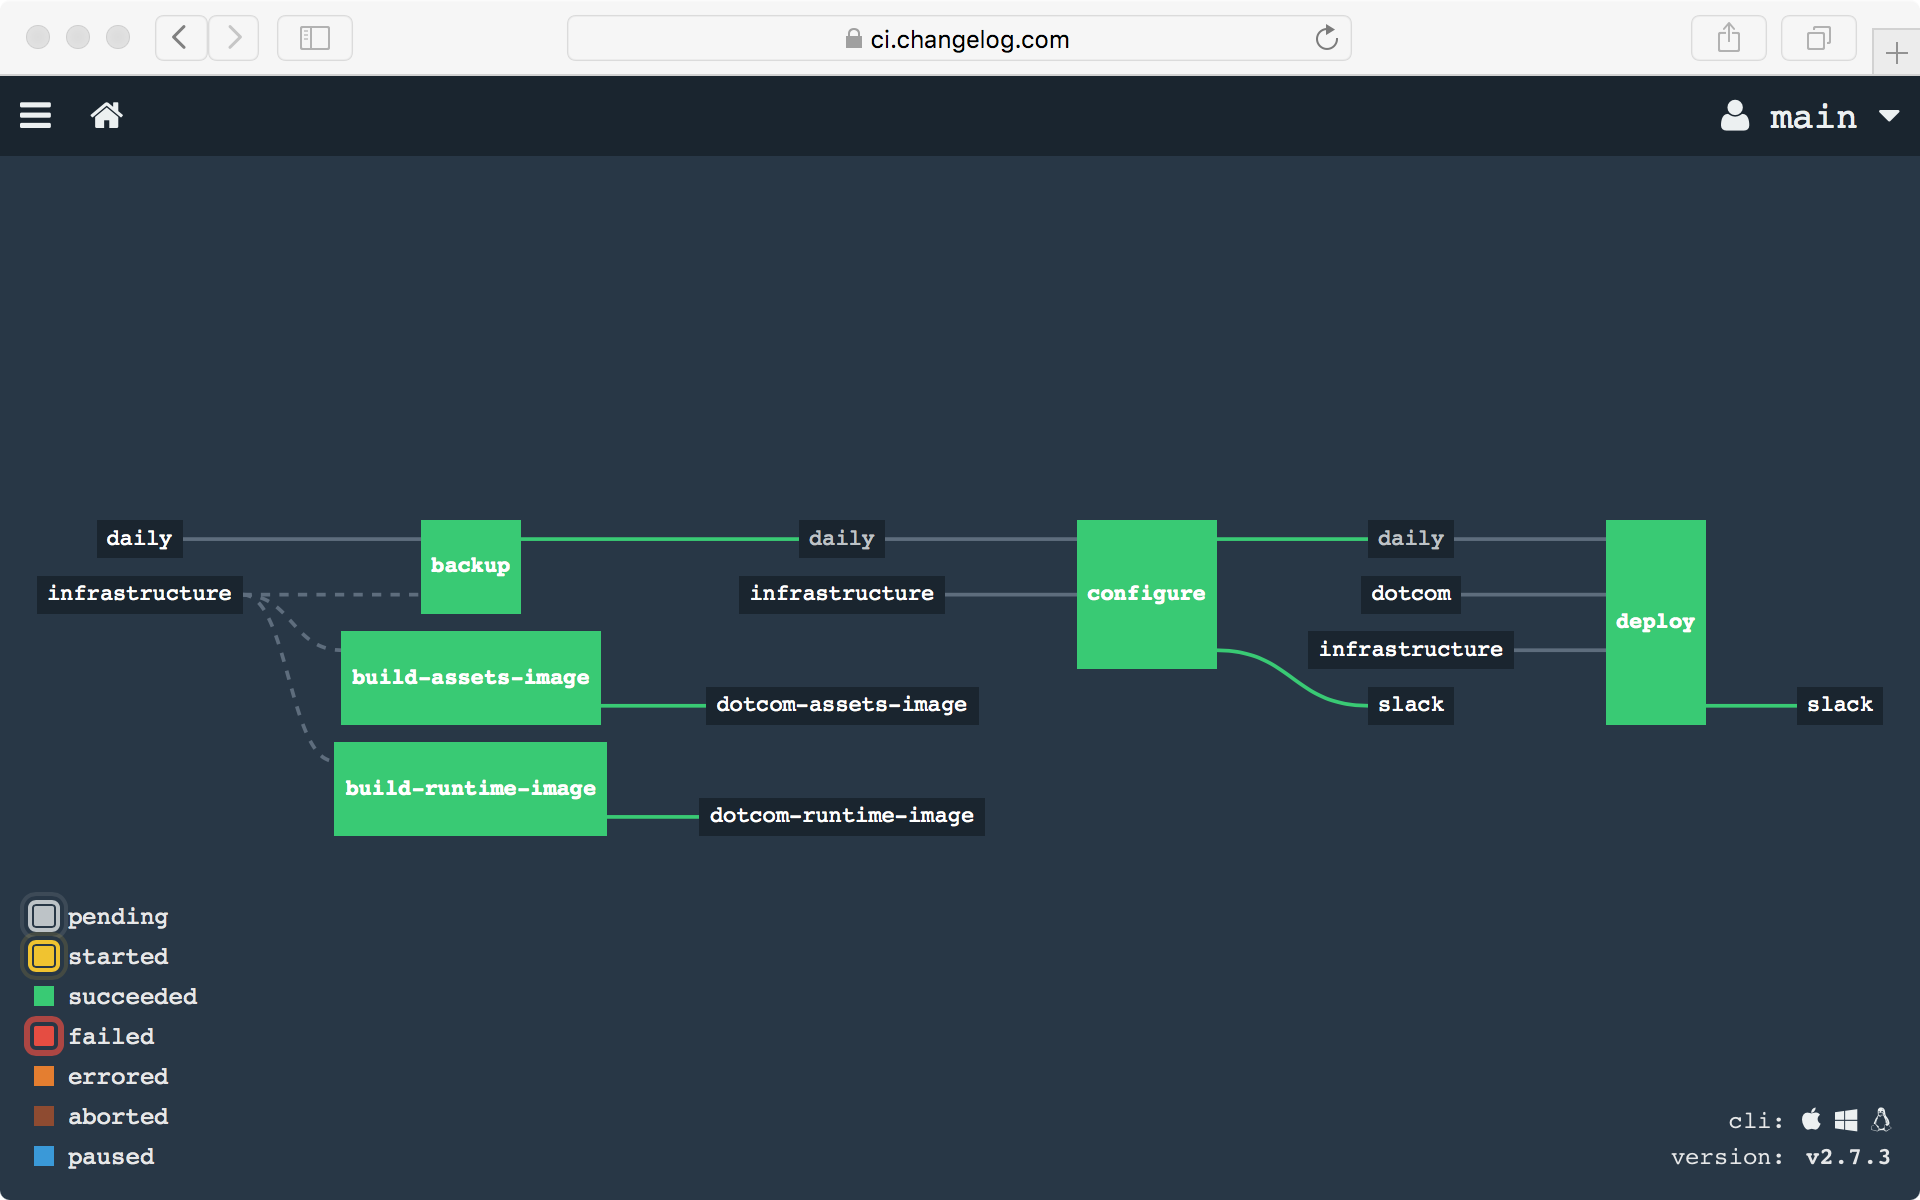 ci.changelog.com
main
daily
backup
daily
configure
daily
deploy
infrastructure
infrastructure
dotcom
infrastructure
build-assets-image
dotcom-assets-image
slack
slack
build-runtime-image
dotcom-runtime-image
pending
started
succeeded
failed
errored
aborted
paused
cli:
version: v2.7.3